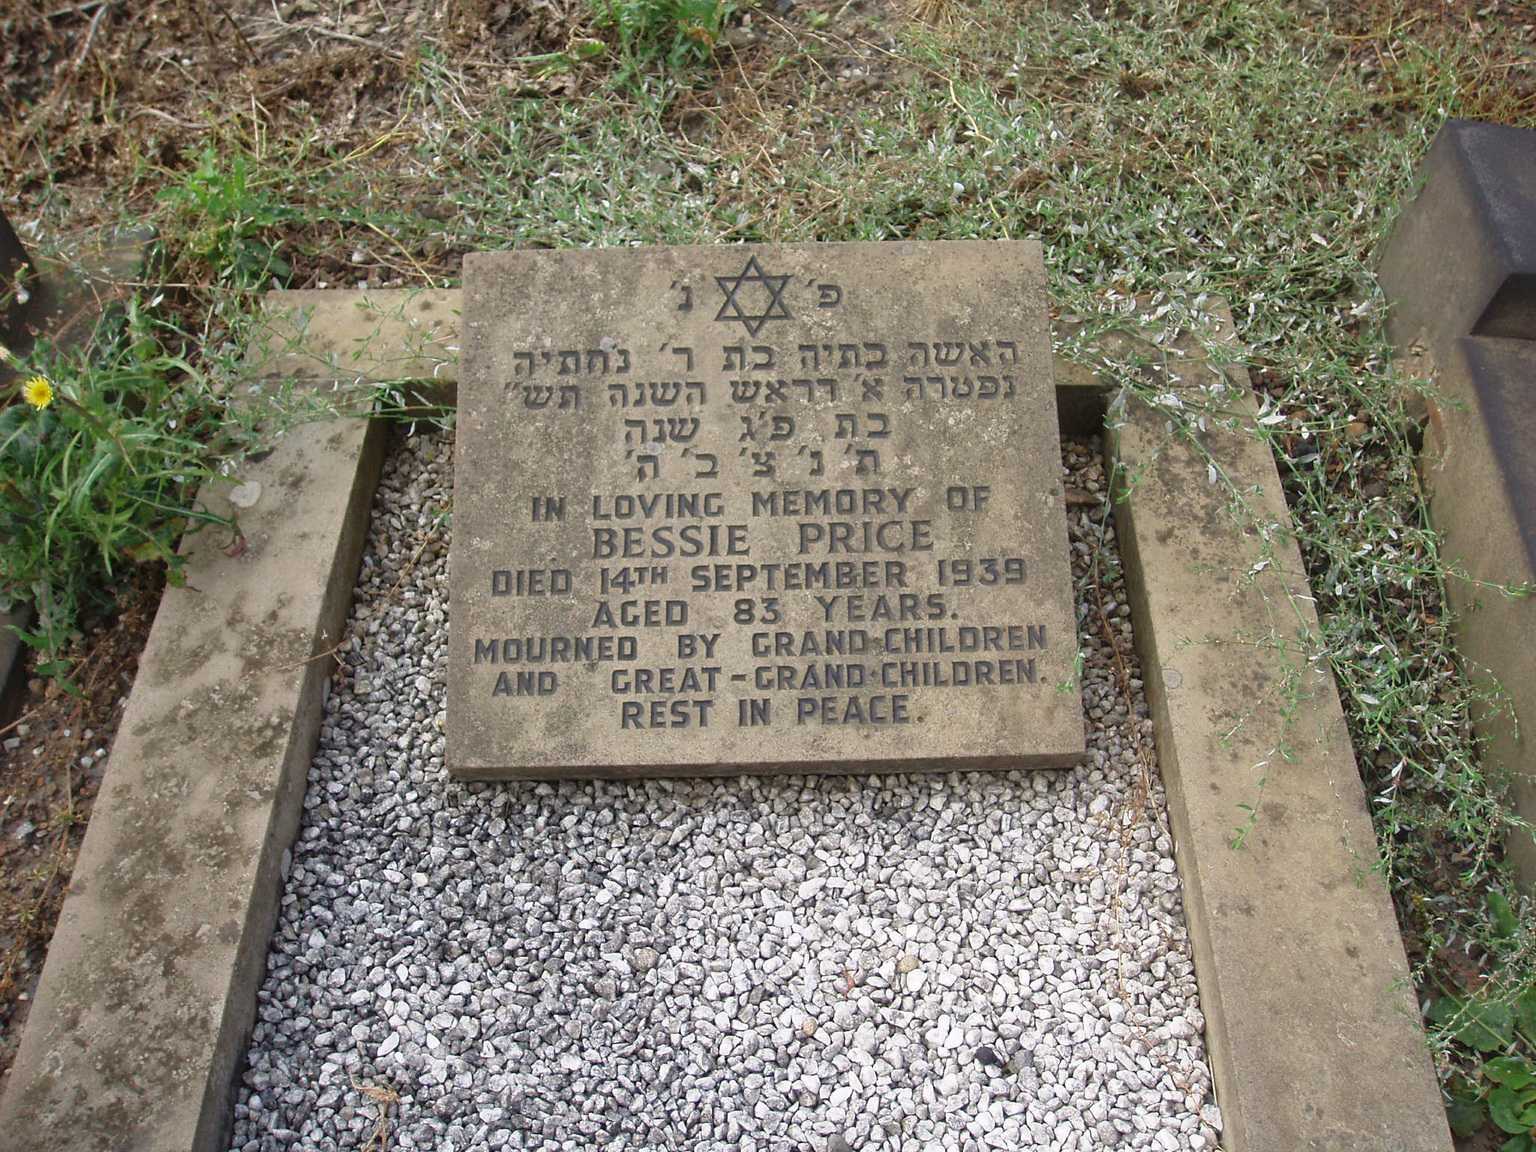 פ׳ נ׳
האשה בתיה בת ר׳ נחתיה
נפטרה א׳ דראש השנה תש״
בת פ״ג שנה
ת׳ נ׳ צ׳ ב׳ ה׳
IN LOVING MEMORY OF
BESSIE PRICE
DIED 14TH SEPTEMBER 1939
AGED 83 YEARS.
MOURNED BY GRAND-CHILDREN
AND GREAT-GRAND-CHILDREN.
REST IN PEACE.